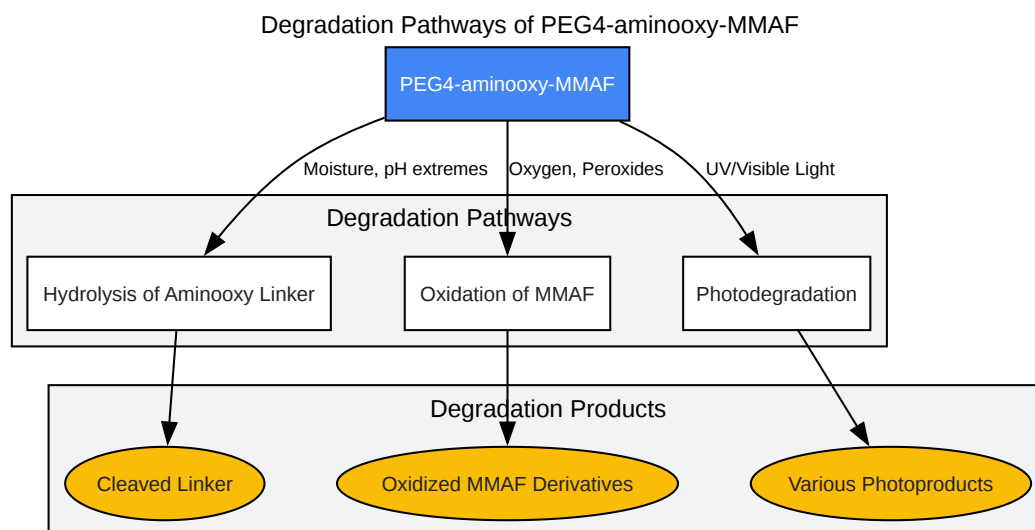 Degradation Pathways of PEG4-aminooxy-MMAF
PEG4-aminooxy-MMAF
Moisture, pH extremes
Oxygen, Peroxides
UV/Visible Light
Degradation Pathways
Hydrolysis of Aminooxy Linker
Oxidation of MMAF
Photodegradation
Degradation Products
Cleaved Linker
Oxidized MMAF Derivatives
Various Photoproducts